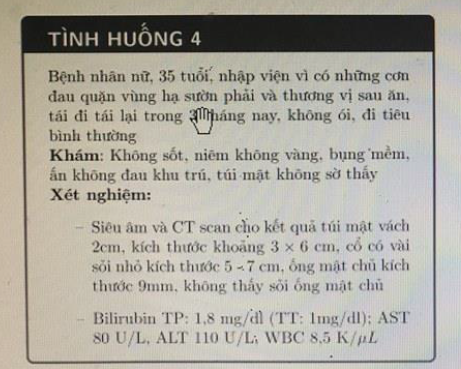 TÌNH HUỐNG 4
Bệnh nhân nữ, 35 tuổi, nhập viện vì có những cơn
đau quặn vùng hạ sườn phải và thương vị sau ăn,
tái đi tái lại trong tháng nay, không ói, đi tiêu
bình thường
Khám: Không sốt, niêm không vàng, bụng mềm,
ấn không đau khu trú, túi mật không sờ thấy
Xét nghiệm:
– Siêu âm và CT scan cho kết quả túi mật vách
2cm, kích thước khoảng 3 × 6 cm, cổ có vài
sỏi nhỏ kích thước 5 - 7 cm, ống mật chủ kích
thước 9mm, không thấy sỏi ống mật chủ
– Bilirubin TP: 1,8 mg/dl (TT: 1mg/dl); AST
80 U/L, ALT 110 U/L; WBC 8,5 K/μL